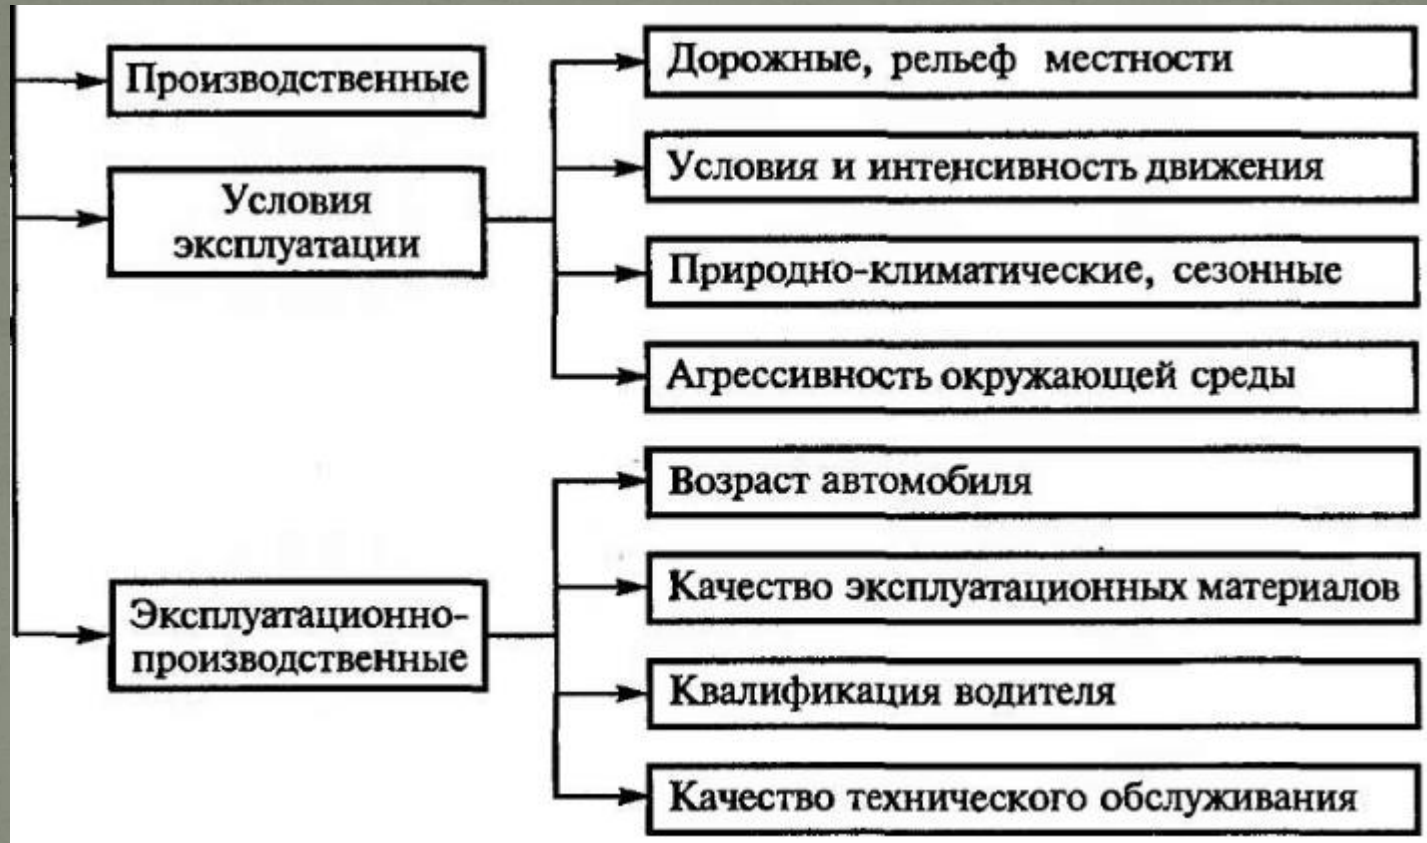 Производственные
Условия
эксплуатации
Дорожные, рельеф местности
Условия и интенсивность движения
Природно-климатические, сезонные
Агрессивность окружающей среды
Эксплуатационно-
производственные
Возраст автомобиля
Качество эксплуатационных материалов
Квалификация водителя
Качество технического обслуживания